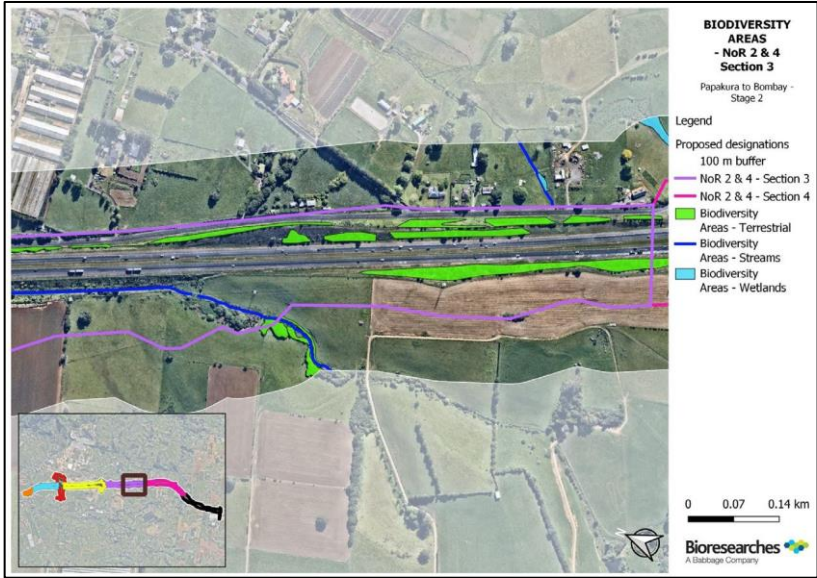 BIODIVERSITY
AREAS
- NoR 2 & 4
Section 3
Papakura to Bombay -
Stage 2
Legend
Proposed designations
100 m buffer
NoR 2 & 4 - Section 3
NoR 2 & 4 - Section 4
Biodiversity
Areas - Terrestrial
Biodiversity
Areas - Streams
Biodiversity
Areas - Wetlands
0 0.07 0.14 km
Bioresearches
A Babbage Company